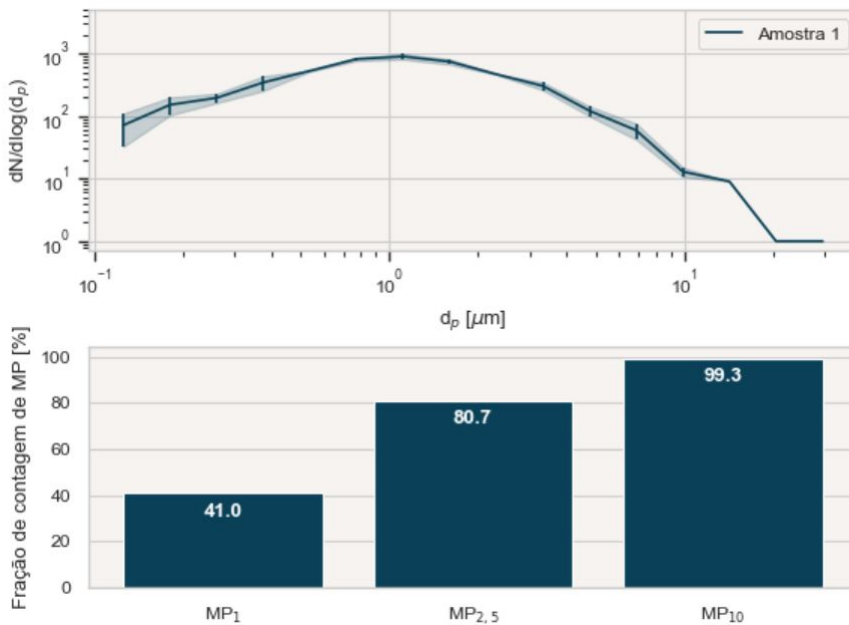 Amostra 1
dN/dlog(dₚ)
10³
10²
10¹
10⁰
10⁻¹ 10⁰ 10¹
dₚ [μm]
Fração de contagem de MP [%]
100
80
60
40
20
0
41.0
80.7
99.3
MP₁ MP₂,₅ MP₁₀